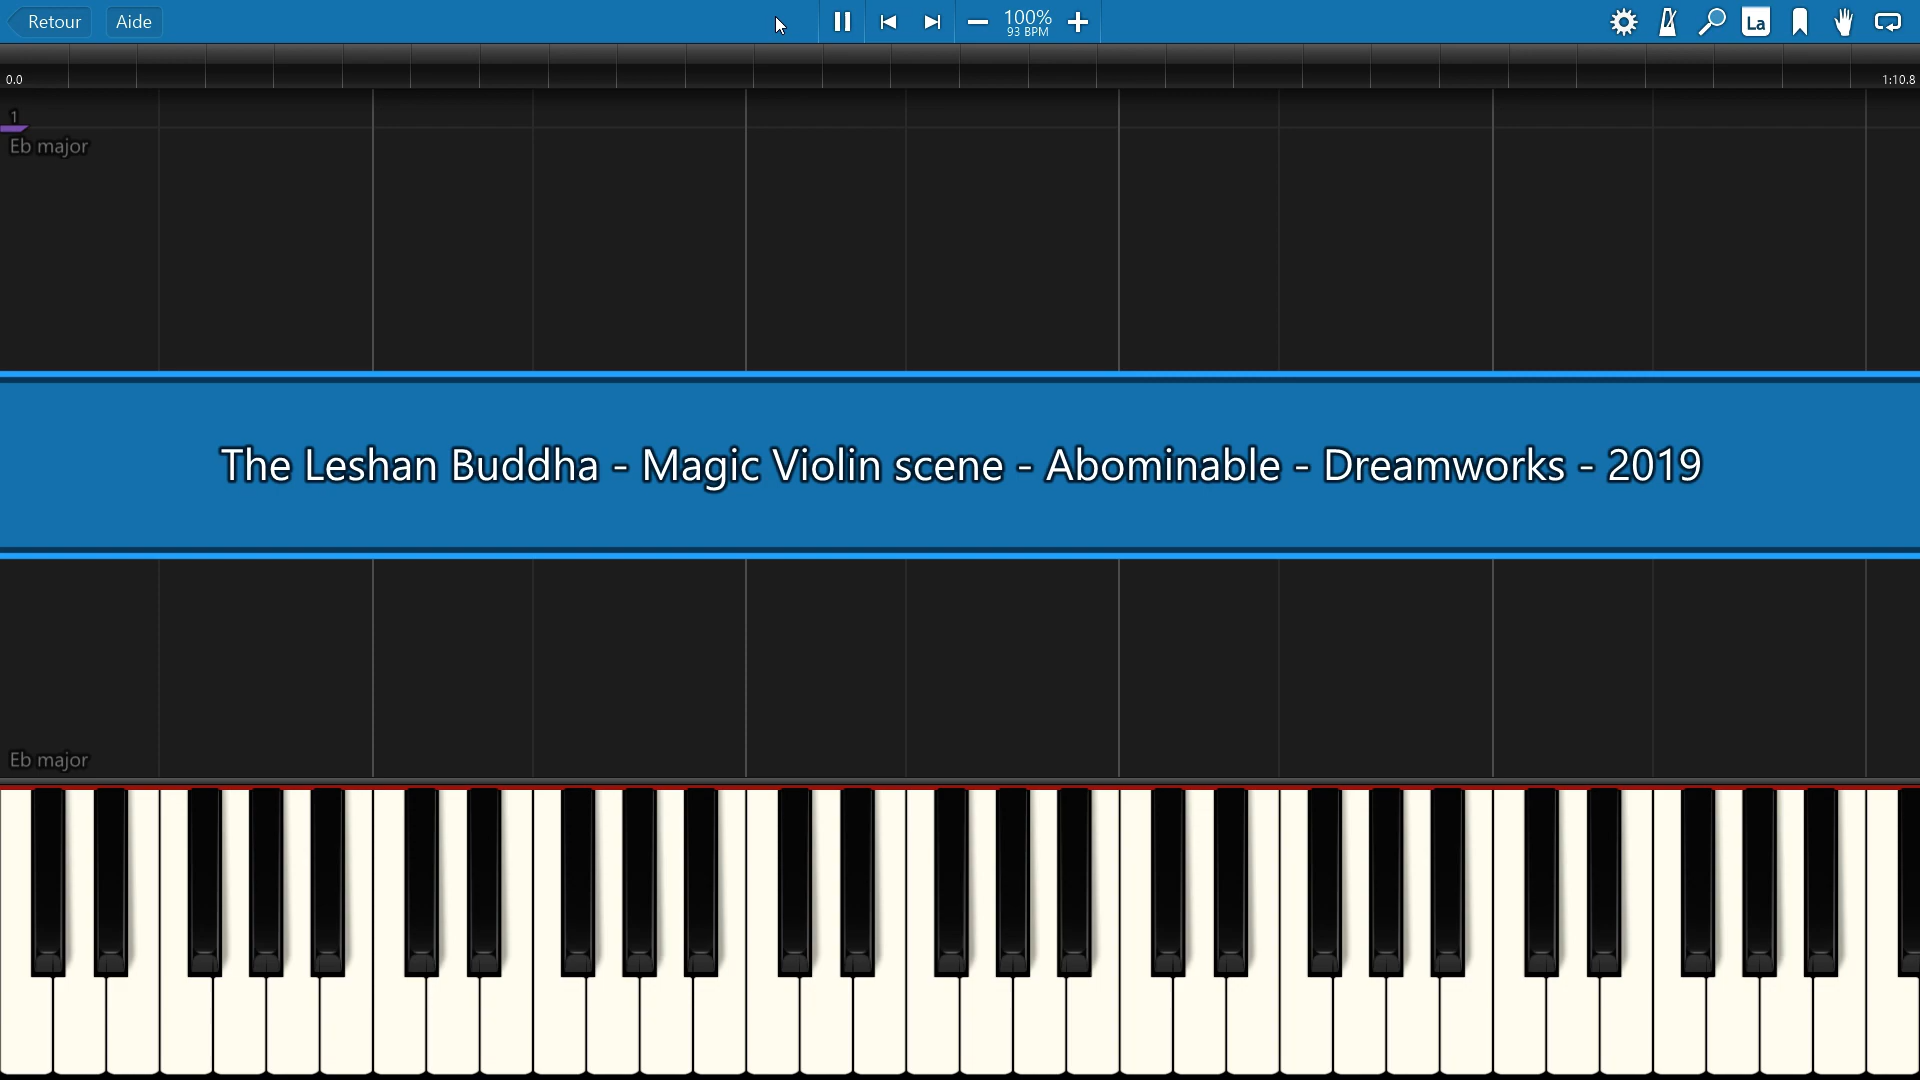 Retour
Aide
100%
93 BPM
La
0.0
1:10.8
1
Eb major
The Leshan Buddha - Magic Violin scene - Abominable - Dreamworks - 2019
Eb major